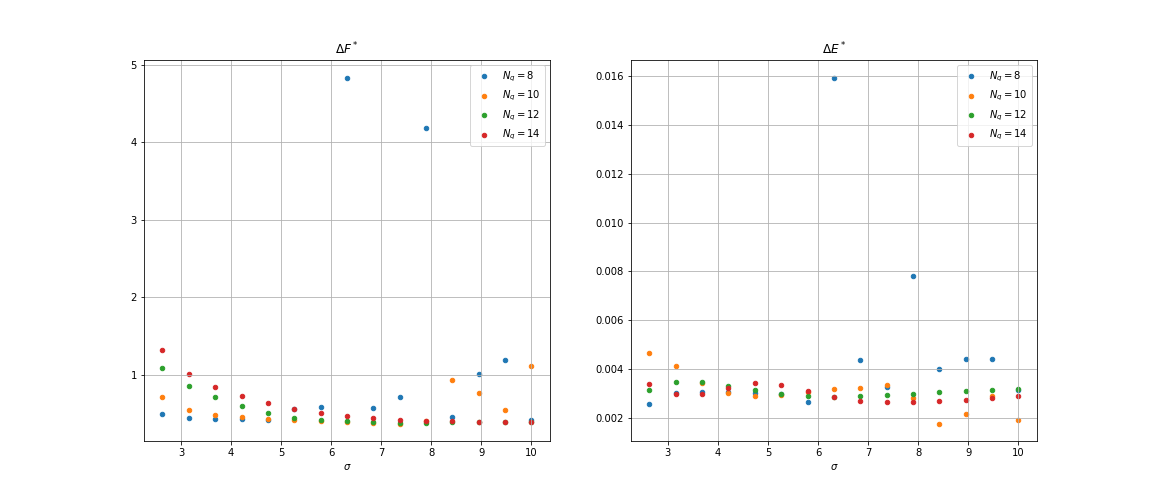 ΔF*
5
4
3
2
1
3 4 5 6 7 8 9 10
σ
N_q = 8
N_q = 10
N_q = 12
N_q = 14
ΔE*
0.016
0.014
0.012
0.010
0.008
0.006
0.004
0.002
3 4 5 6 7 8 9 10
σ
N_q = 8
N_q = 10
N_q = 12
N_q = 14